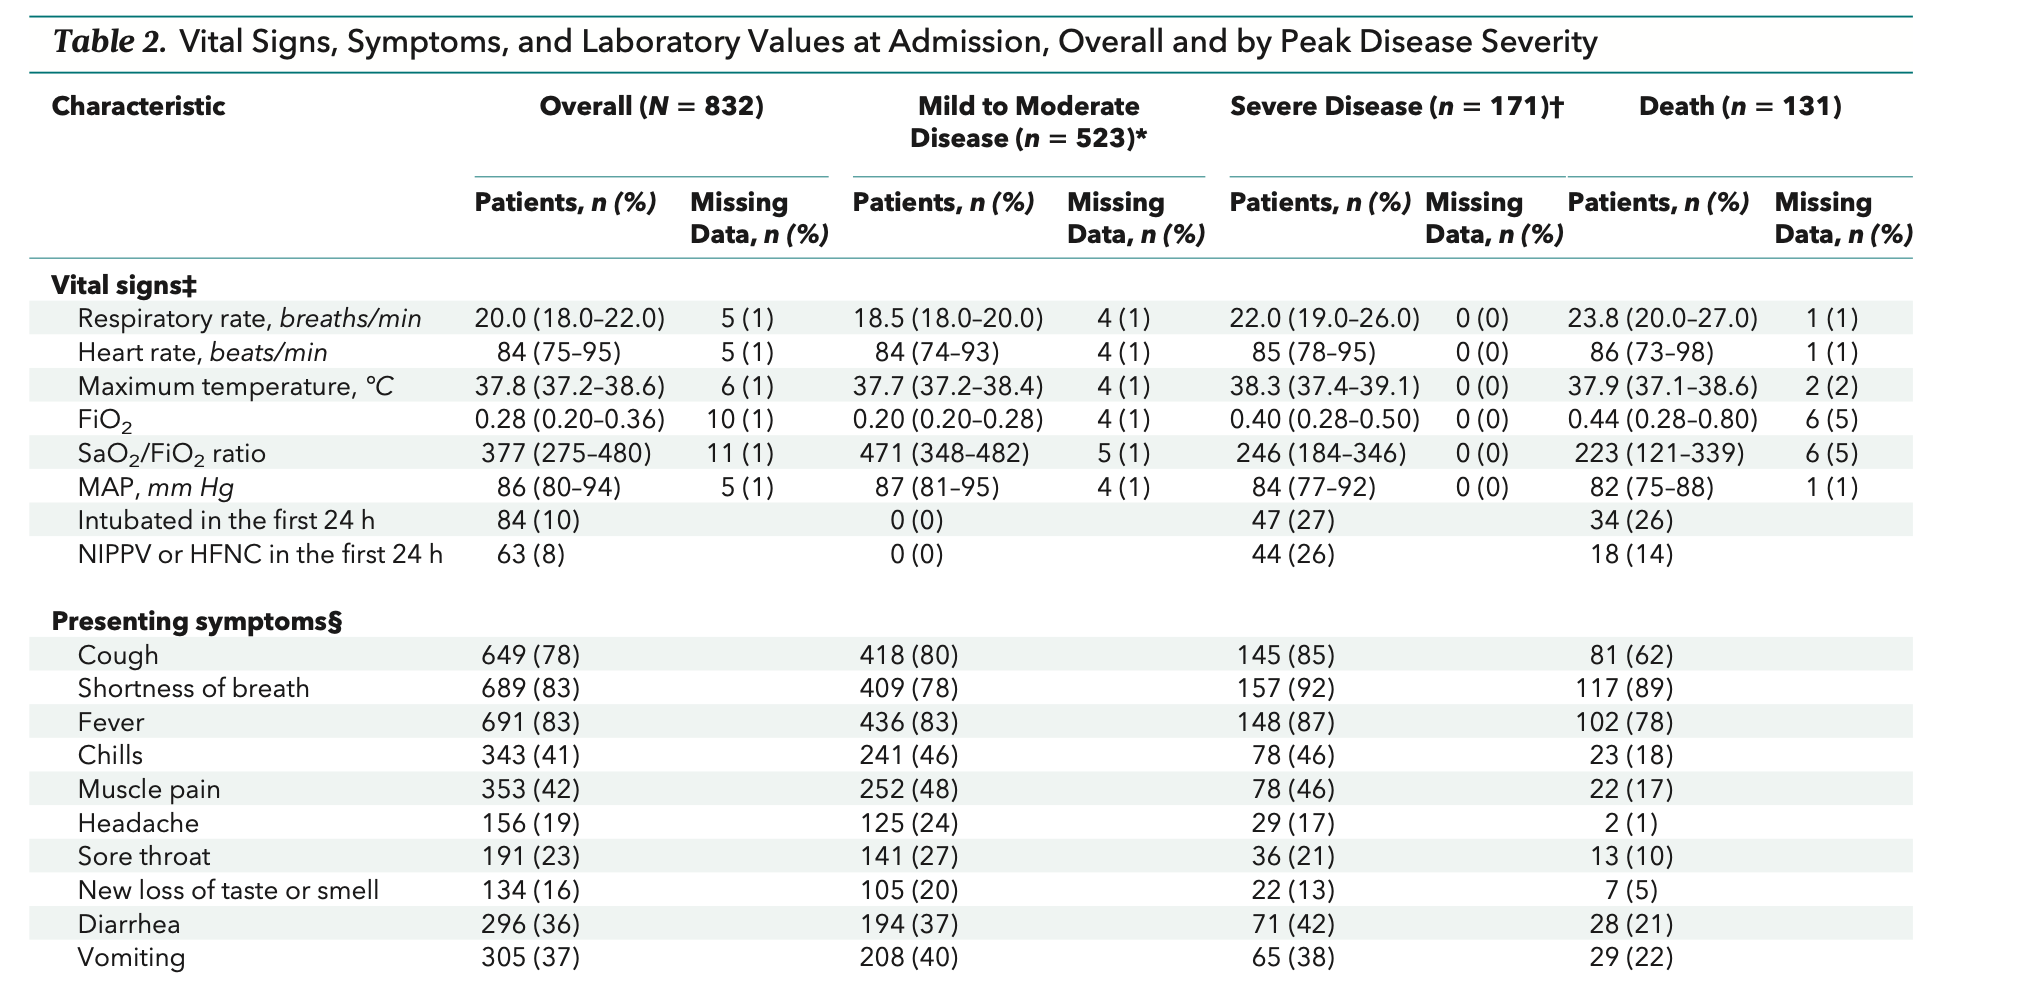 Table 2. Vital Signs, Symptoms, and Laboratory Values at Admission, Overall and by Peak Disease Severity
Characteristic Overall (N = 832) Mild to Moderate Disease (n = 523)* Severe Disease (n = 171)† Death (n = 131)
Patients, n (%) Missing Data, n (%) Patients, n (%) Missing Data, n (%) Patients, n (%) Missing Data, n (%) Patients, n (%) Missing Data, n (%)
Vital signs‡
Respiratory rate, breaths/min 20.0 (18.0–22.0) 5 (1) 18.5 (18.0–20.0) 4 (1) 22.0 (19.0–26.0) 0 (0) 23.8 (20.0–27.0) 1 (1)
Heart rate, beats/min 84 (75–95) 5 (1) 84 (74–93) 4 (1) 85 (78–95) 0 (0) 86 (73–98) 1 (1)
Maximum temperature, °C 37.8 (37.2–38.6) 6 (1) 37.7 (37.2–38.4) 4 (1) 38.3 (37.4–39.1) 0 (0) 37.9 (37.1–38.6) 2 (2)
FiO₂ 0.28 (0.20–0.36) 10 (1) 0.20 (0.20–0.28) 4 (1) 0.40 (0.28–0.50) 0 (0) 0.44 (0.28–0.80) 6 (5)
SaO₂/FiO₂ ratio 377 (275–480) 11 (1) 471 (348–482) 5 (1) 246 (184–346) 0 (0) 223 (121–339) 6 (5)
MAP, mm Hg 86 (80–94) 5 (1) 87 (81–95) 4 (1) 84 (77–92) 0 (0) 82 (75–88) 1 (1)
Intubated in the first 24 h 84 (10) 0 (0) 47 (27) 34 (26)
NIPPV or HFNC in the first 24 h 63 (8) 0 (0) 44 (26) 18 (14)
Presenting symptoms§
Cough 649 (78) 418 (80) 145 (85) 81 (62)
Shortness of breath 689 (83) 409 (78) 157 (92) 117 (89)
Fever 691 (83) 436 (83) 148 (87) 102 (78)
Chills 343 (41) 241 (46) 78 (46) 23 (18)
Muscle pain 353 (42) 252 (48) 78 (46) 22 (17)
Headache 156 (19) 125 (24) 29 (17) 2 (1)
Sore throat 191 (23) 141 (27) 36 (21) 13 (10)
New loss of taste or smell 134 (16) 105 (20) 22 (13) 7 (5)
Diarrhea 296 (36) 194 (37) 71 (42) 28 (21)
Vomiting 305 (37) 208 (40) 65 (38) 29 (22)